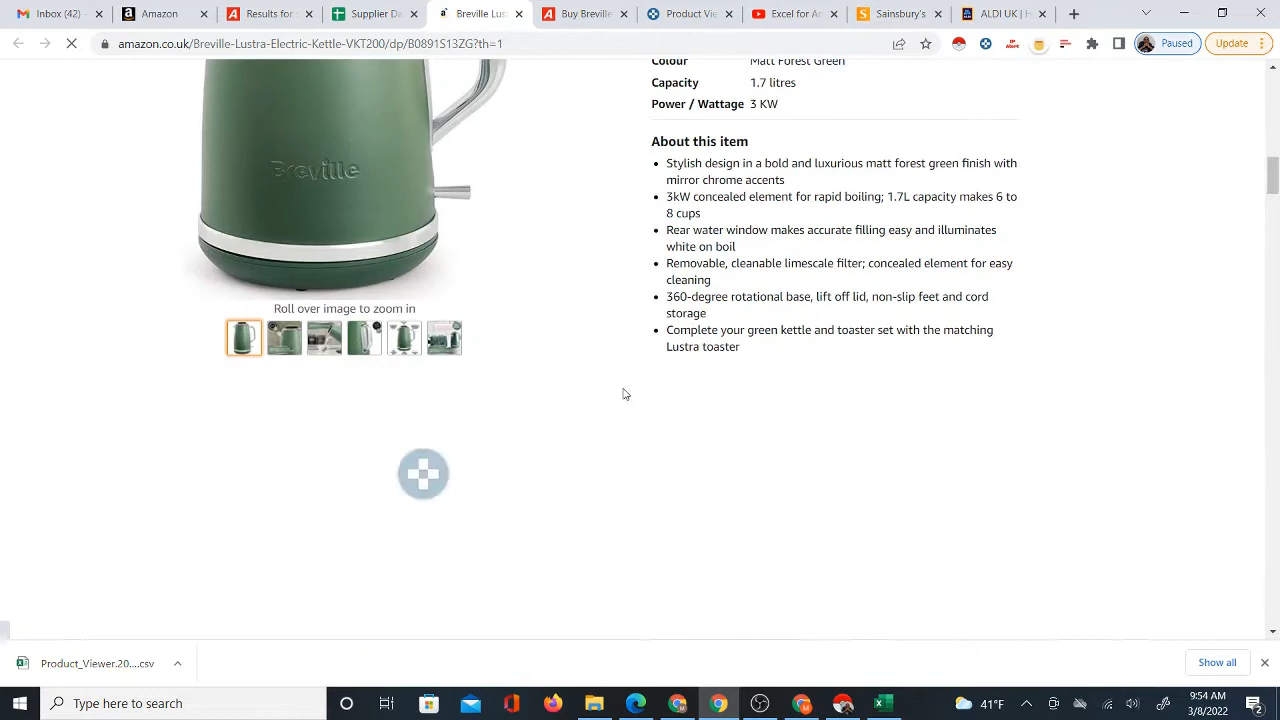 Inbox
Amazon
Results for
Supplier De
Breville Lus
Buy Breville
Product-Vie
Excel for Am
Sainsbury's
ALDI UK | H
amazon.co.uk/Breville-Lustra-Electric-Kettle-VKT200/dp/B0891S13ZG?th=1
Paused
Update
Colour Matt Forest Green
Capacity 1.7 litres
Power / Wattage 3 KW
About this item
Stylish design in a bold and luxurious matt forest green finish with
mirror chrome accents
3kW concealed element for rapid boiling; 1.7L capacity makes 6 to
8 cups
Rear water window makes accurate filling easy and illuminates
white on boil
Removable, cleanable limescale filter; concealed element for easy
cleaning
360-degree rotational base, lift off lid, non-slip feet and cord
storage
Complete your green kettle and toaster set with the matching
Lustra toaster
Breville
Roll over image to zoom in
Product_Viewer.20....csv
Show all
Type here to search
41°F
9:54 AM
3/8/2022